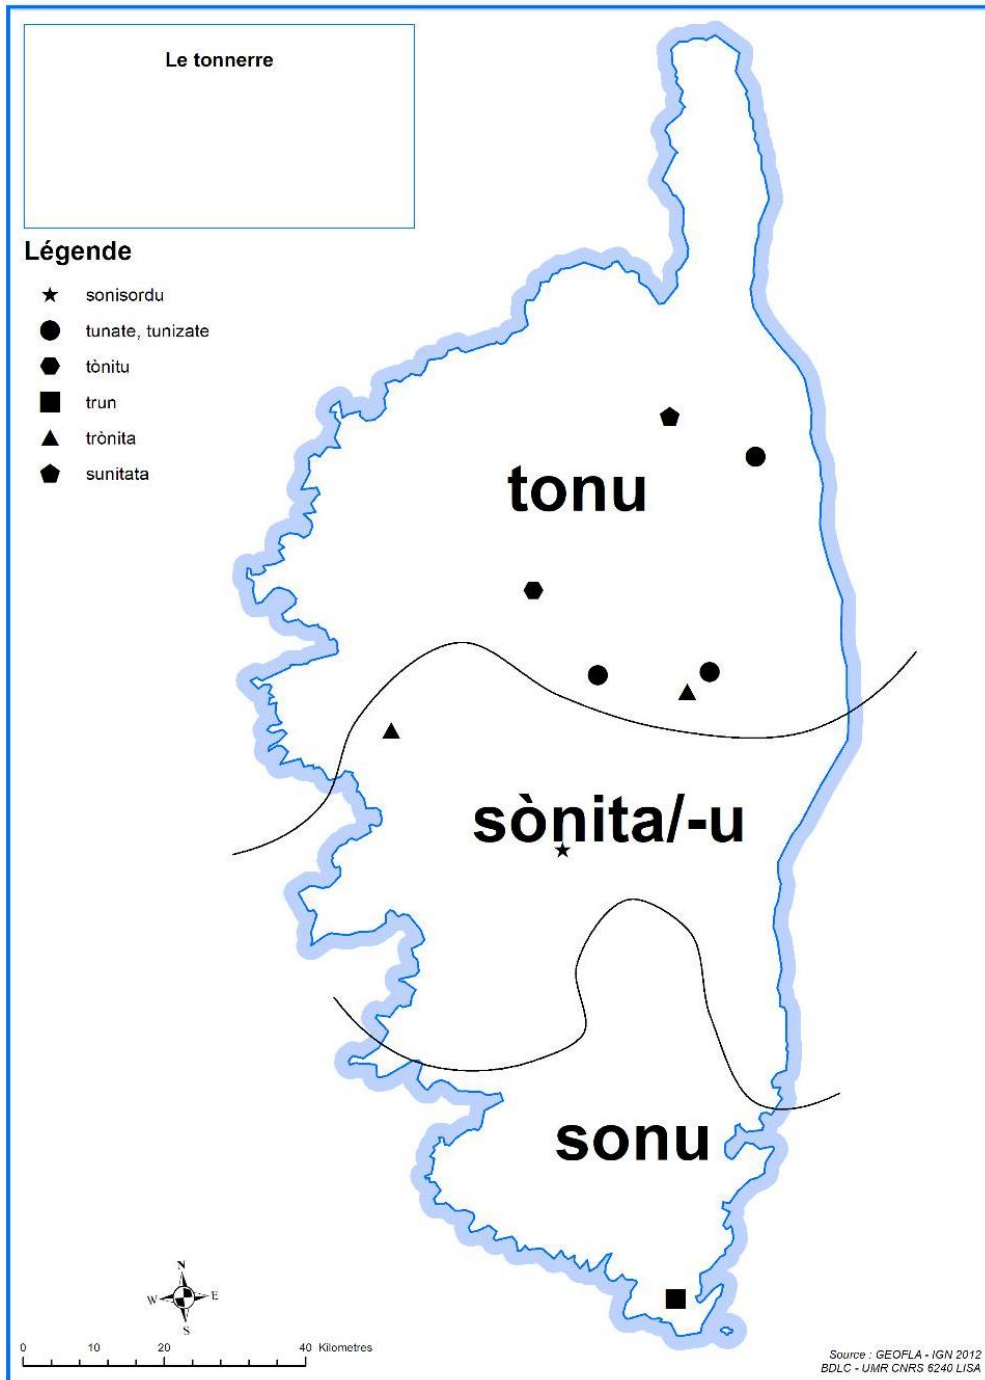 Le tonnerre
Légende
sonisordu
tunate, tunizate
tònitu
trun
trònita
sunitata
tonu
sònita/-u
sonu
N
W E
S
0 10 20 40 Kilometres
Source : GEOFLA - IGN 2012
BDLC - UMR CNRS 6240 LISA